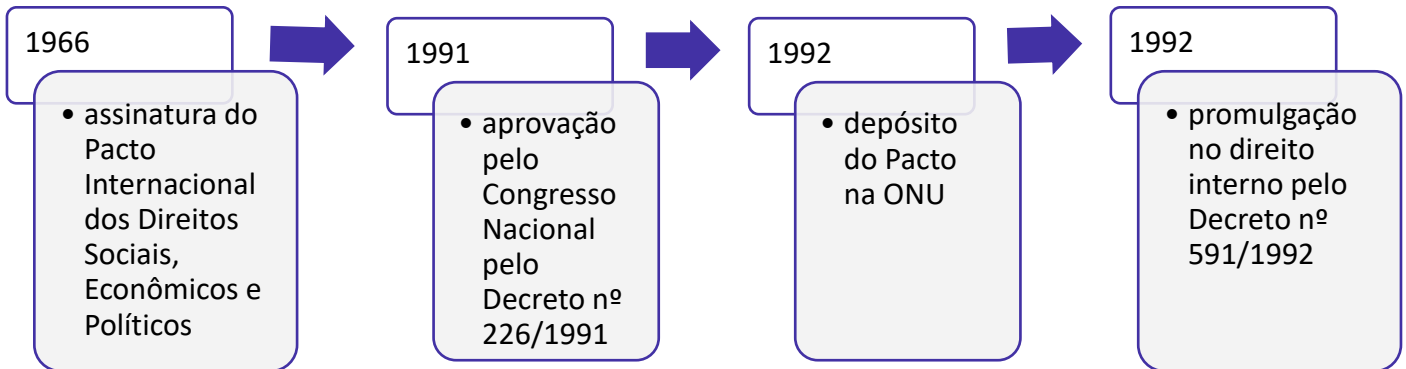 1966
• assinatura do
Pacto
Internacional
dos Direitos
Sociais,
Econômicos e
Políticos
1991
• aprovação
pelo
Congresso
Nacional
pelo
Decreto nº
226/1991
1992
• depósito
do Pacto
na ONU
1992
• promulgação
no direito
interno pelo
Decreto nº
591/1992